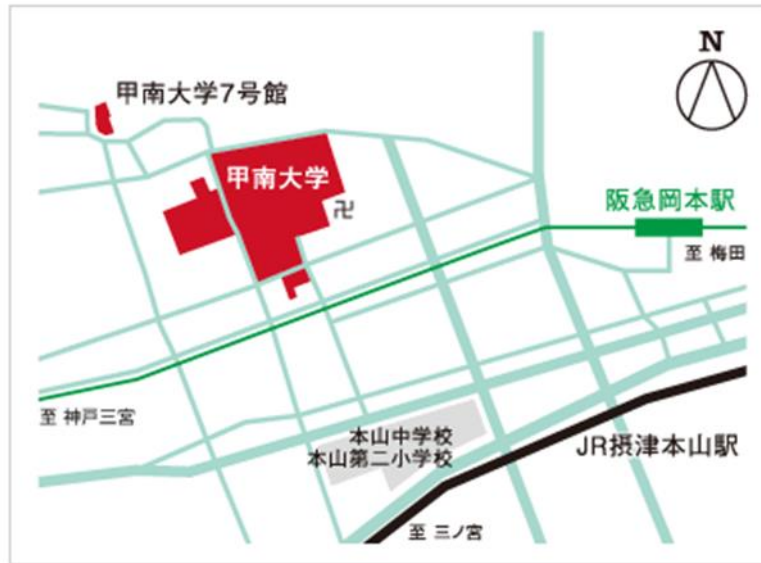 N
甲南大学7号館
甲南大学
卍
阪急岡本駅
至 梅田
至 神戸三宮
本山中学校
本山第二小学校
JR摂津本山駅
至 三ノ宮